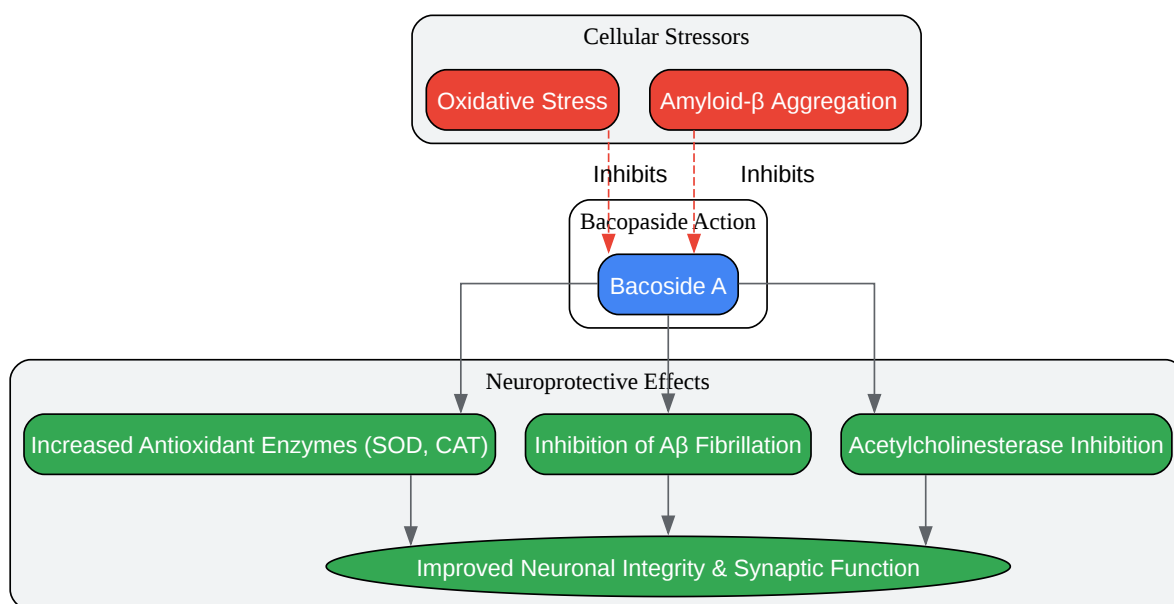 Cellular Stressors
Oxidative Stress
Amyloid-β Aggregation
Inhibits
Inhibits
Bacopaside Action
Bacoside A
Neuroprotective Effects
Increased Antioxidant Enzymes (SOD, CAT)
Inhibition of Aβ Fibrillation
Acetylcholinesterase Inhibition
Improved Neuronal Integrity & Synaptic Function